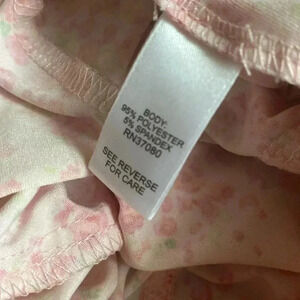 BODY:
95% POLYESTER
5% SPANDEX
RN37080
SEE REVERSE
FOR CARE